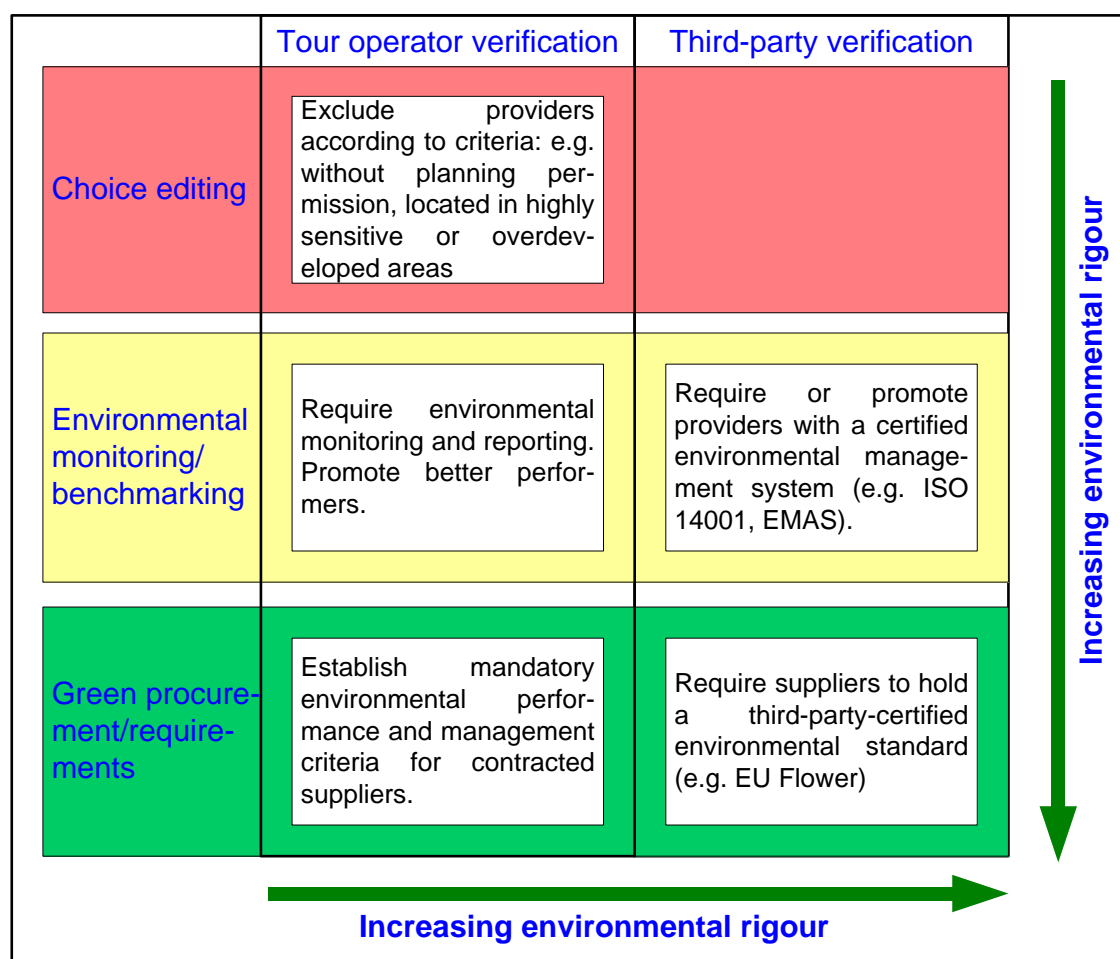 Tour operator verification
Third-party verification
Choice editing
Exclude providers
according to criteria: e.g.
without planning per-
mission, located in highly
sensitive or overdev-
eloped areas
Environmental
monitoring/
benchmarking
Require environmental
monitoring and reporting.
Promote better perfor-
mers.
Require or promote
providers with a certified
environmental manage-
ment system (e.g. ISO
14001, EMAS).
Green procure-
ment/require-
ments
Establish mandatory
environmental perfor-
mance and management
criteria for contracted
suppliers.
Require suppliers to hold
a third-party-certified
environmental standard
(e.g. EU Flower)
Increasing environmental rigour
Increasing environmental rigour